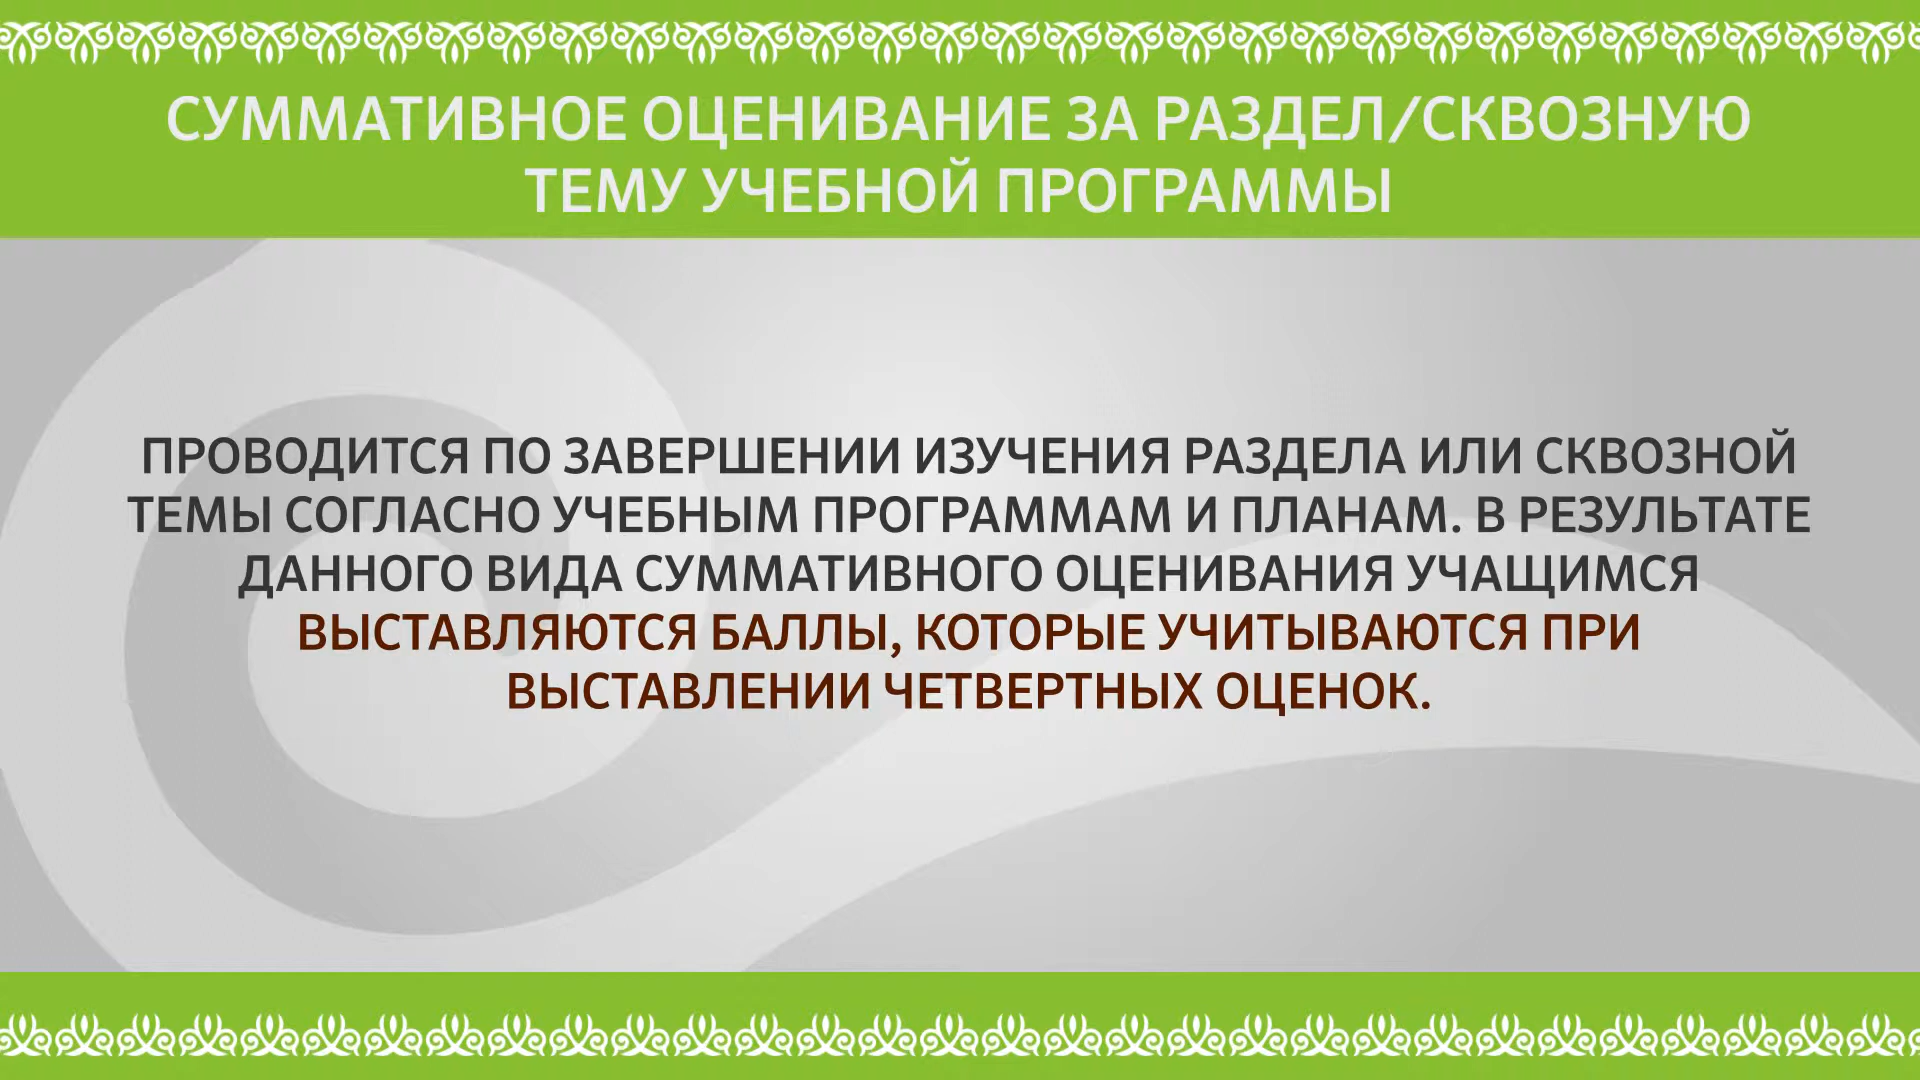 СУММАТИВНОЕ ОЦЕНИВАНИЕ ЗА РАЗДЕЛ/СКВОЗНУЮ
ТЕМУ УЧЕБНОЙ ПРОГРАММЫ
ПРОВОДИТСЯ ПО ЗАВЕРШЕНИИ ИЗУЧЕНИЯ РАЗДЕЛА ИЛИ СКВОЗНОЙ
ТЕМЫ СОГЛАСНО УЧЕБНЫМ ПРОГРАММАМ И ПЛАНАМ. В РЕЗУЛЬТАТЕ
ДАННОГО ВИДА СУММАТИВНОГО ОЦЕНИВАНИЯ УЧАЩИМСЯ
ВЫСТАВЛЯЮТСЯ БАЛЛЫ, КОТОРЫЕ УЧИТЫВАЮТСЯ ПРИ
ВЫСТАВЛЕНИИ ЧЕТВЕРТНЫХ ОЦЕНОК.